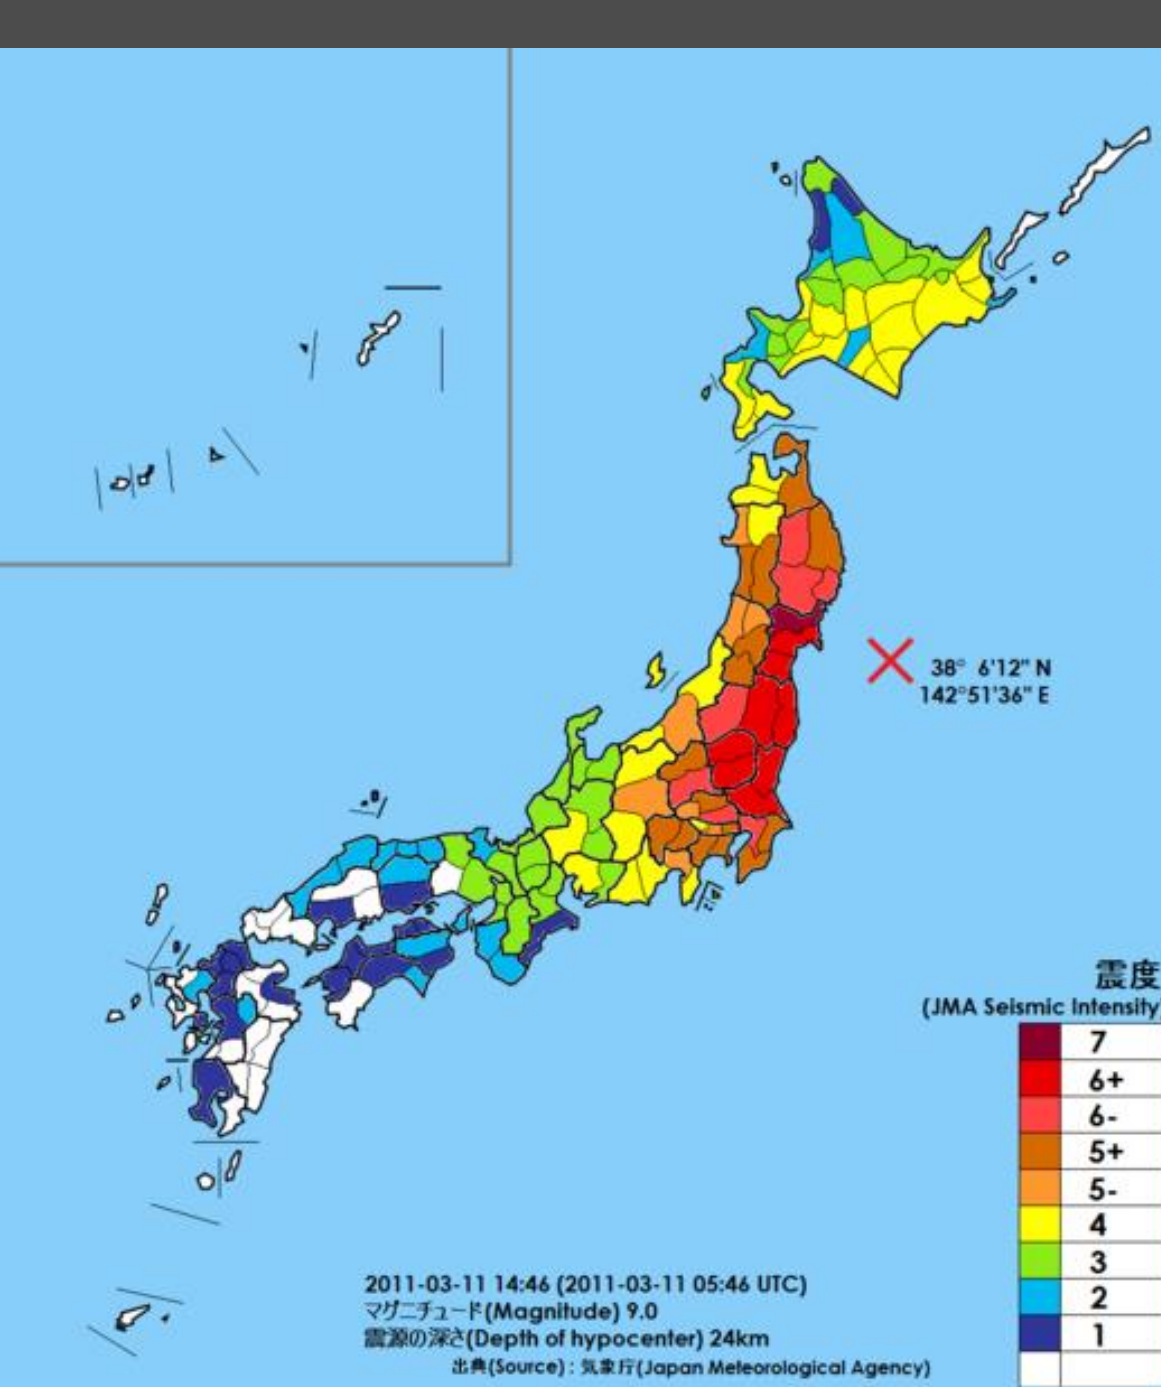 38° 6'12" N
142°51'36" E
震度
(JMA Seismic Intensity)
7
6+
6-
5+
5-
4
3
2
1
2011-03-11 14:46 (2011-03-11 05:46 UTC)
マグニチュード(Magnitude) 9.0
震源の深さ(Depth of hypocenter) 24km
出典(Source) : 気象庁(Japan Meteorological Agency)